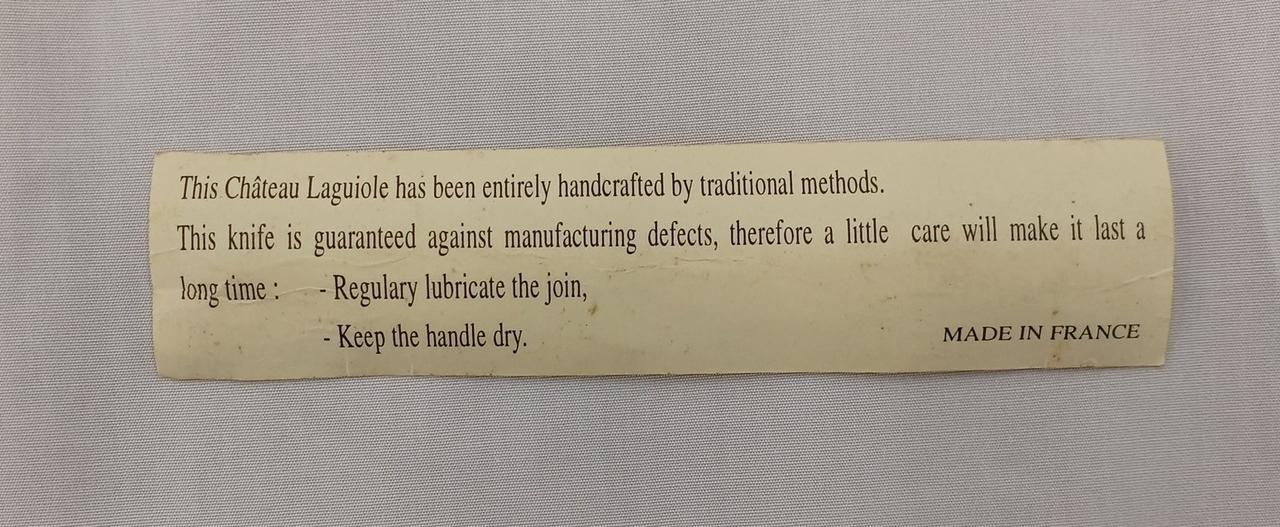 This Château Laguiole has been entirely handcrafted by traditional methods.
This knife is guaranteed against manufacturing defects, therefore a little care will make it last a
long time : - Regulary lubricate the join,
- Keep the handle dry.
MADE IN FRANCE